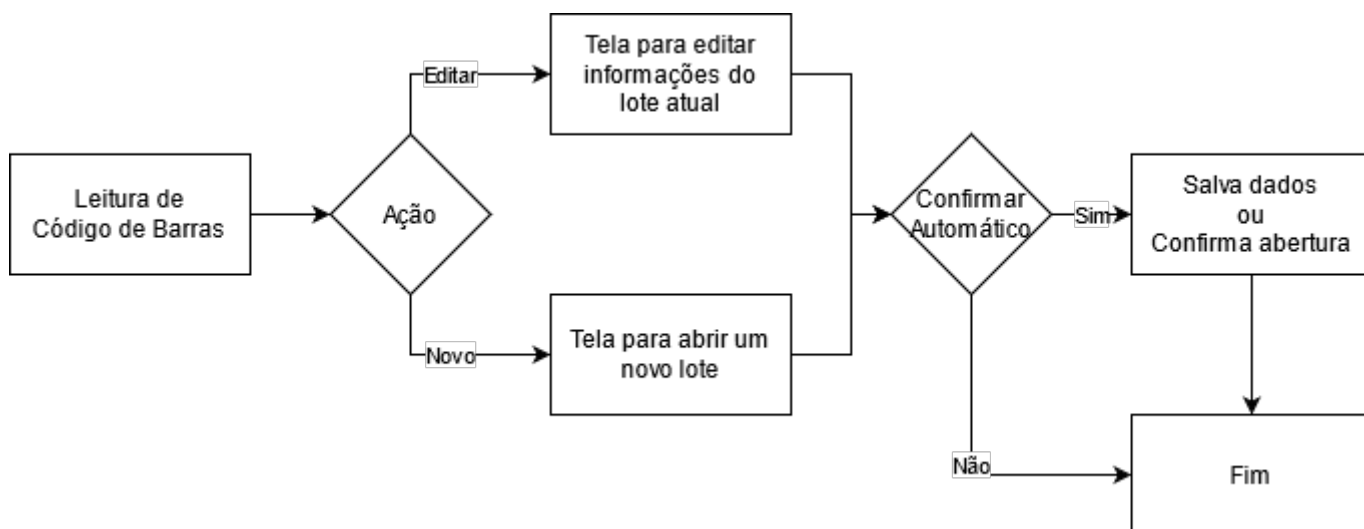 Leitura de
Código de Barras
Ação
Editar
Tela para editar
informações do
lote atual
Novo
Tela para abrir um
novo lote
Confirmar
Automático
Sim
Salva dados
ou
Confirma abertura
Não
Fim